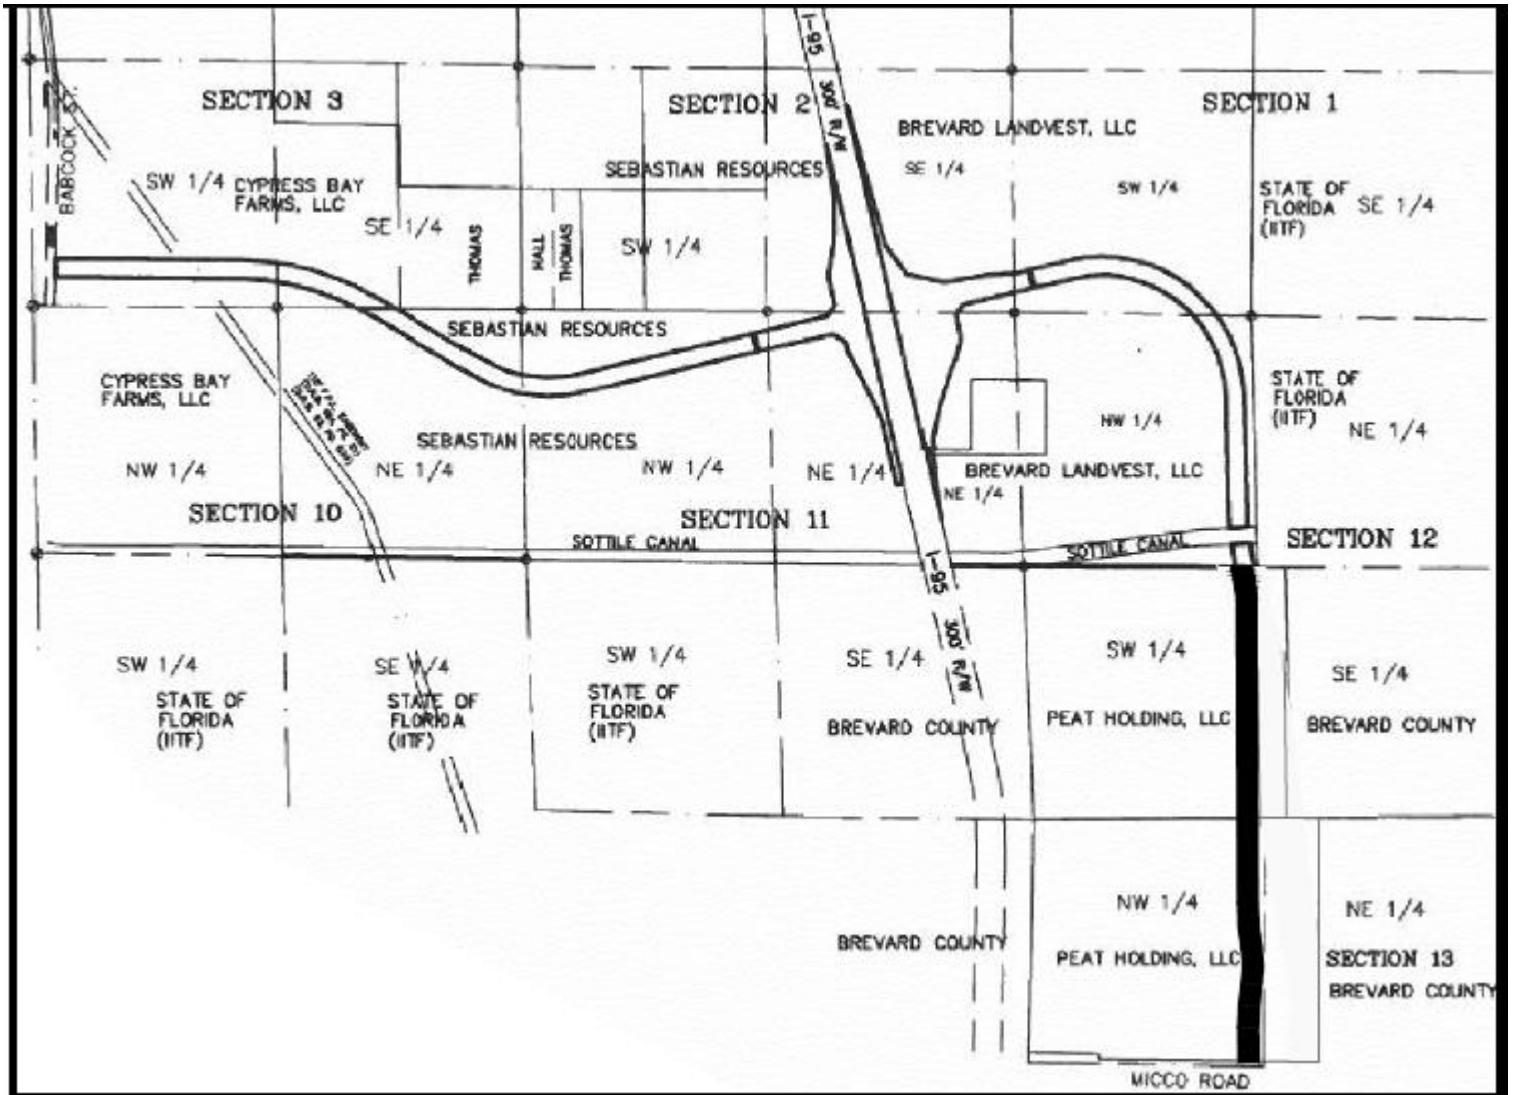 I-95
300' R/W
SECTION 3
SECTION 2
SECTION 1
BABCOCK ST.
BREVARD LANDVEST, LLC
SW 1/4
CYPRESS BAY
FARMS, LLC
SEBASTIAN RESOURCES
SE 1/4
SW 1/4
STATE OF
FLORIDA
(IITF)
SE 1/4
SE 1/4
THOMAS
HALL
THOMAS
SW 1/4
SEBASTIAN RESOURCES
CYPRESS BAY
FARMS, LLC
STATE OF
FLORIDA
(IITF)
NE 1/4
SEBASTIAN RESOURCES
NW 1/4
NW 1/4
NE 1/4
NW 1/4
NE 1/4
BREVARD LANDVEST, LLC
NE 1/4
SECTION 10
SECTION 11
SOTTILE CANAL
SOTTILE CANAL
SECTION 12
I-95
300' R/W
SW 1/4
STATE OF
FLORIDA
(IITF)
SE 1/4
STATE OF
FLORIDA
(IITF)
SW 1/4
STATE OF
FLORIDA
(IITF)
SE 1/4
BREVARD COUNTY
SW 1/4
PEAT HOLDING, LLC
SE 1/4
BREVARD COUNTY
BREVARD COUNTY
NW 1/4
PEAT HOLDING, LLC
NE 1/4
SECTION 13
BREVARD COUNTY
MICCO ROAD